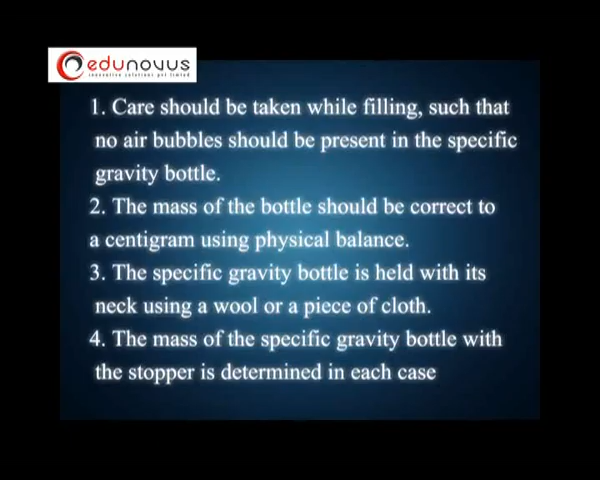 edunovus
innovative solutions pvt limited
1. Care should be taken while filling, such that
no air bubbles should be present in the specific
gravity bottle.
2. The mass of the bottle should be correct to
a centigram using physical balance.
3. The specific gravity bottle is held with its
neck using a wool or a piece of cloth.
4. The mass of the specific gravity bottle with
the stopper is determined in each case